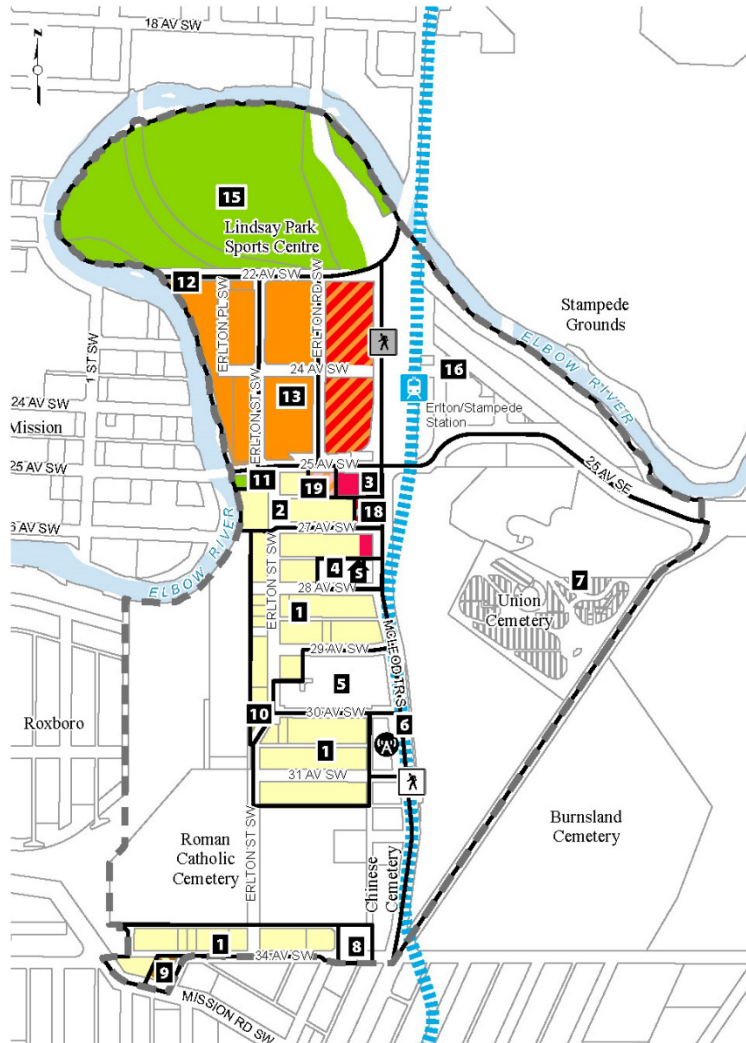 18 AV SW
N
15
Lindsay Park
Sports Centre
12
22 AV SW
ERLTON PL SW
ERLTON RD SW
Stampede
Grounds
1 ST SW
ELBOW RIVER
24 AV SW
16
13
Erlton/Stampede
Station
24 AV SW
Mission
ERLTON ST SW
25 AV SW
25 AV SW
25 AV SE
11
19
3
2
18
6 AV SW
27 AV SW
4
S
ELBOW RIVER
28 AV SW
7
Union
Cemetery
ERLTON ST SW
1
MCLEOD TR S
29 AV SW
5
Roxboro
10
30 AV SW
6
1
31 AV SW
Burnsland
Cemetery
Roman
Catholic
Cemetery
ERLTON ST SW
Chinese
Cemetery
1
8
34 AV SW
9
MISSION RD SW